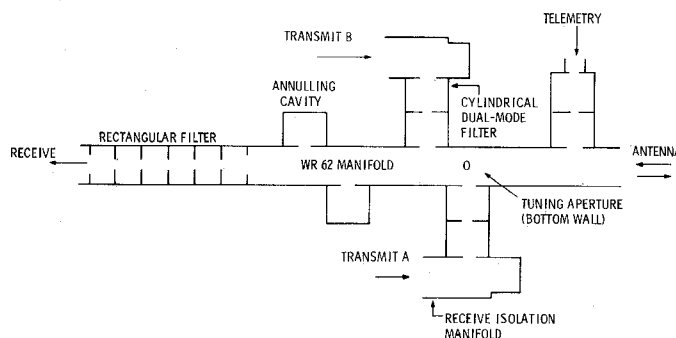 TELEMETRY
TRANSMIT B
ANNULLING
CAVITY
CYLINDRICAL
DUAL-MODE
FILTER
RECTANGULAR FILTER
RECEIVE
WR 62 MANIFOLD
O
ANTENNA
TUNING APERTURE
(BOTTOM WALL)
TRANSMIT A
RECEIVE ISOLATION
MANIFOLD